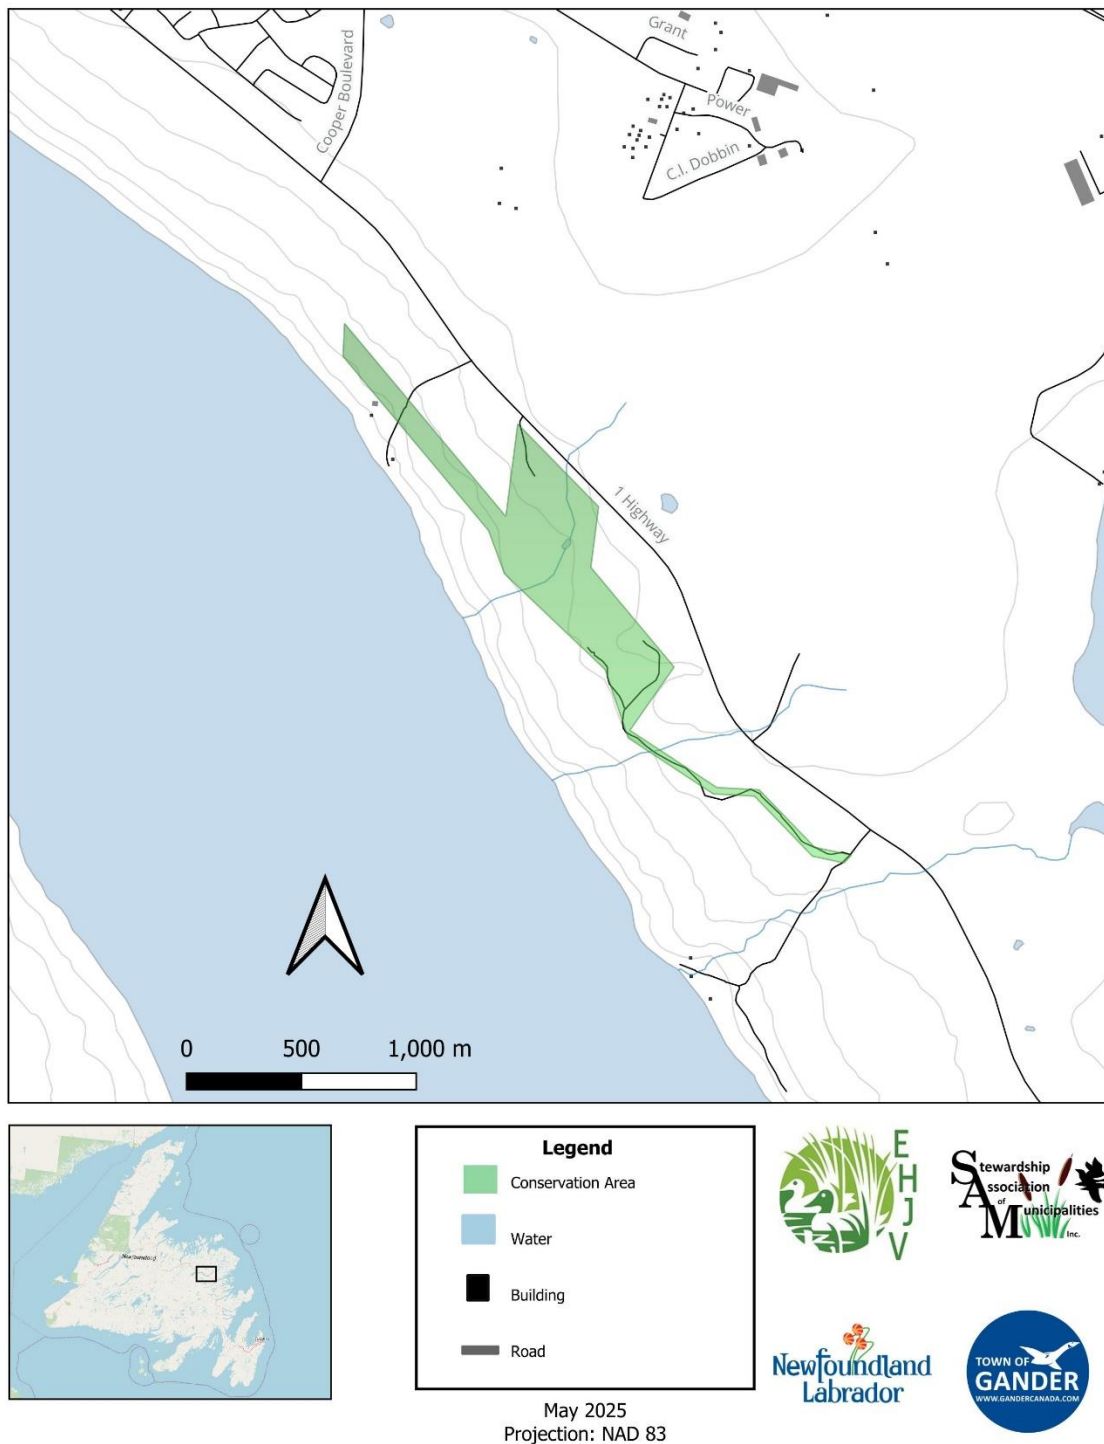 Grant
Cooper Boulevard
Power
C.I. Dobbin
1 Highway
0 500 1,000 m
Legend
Conservation Area
Water
Building
Road
May 2025
Projection: NAD 83
EHJV
Stewardship
Association
of
Municipalities
Inc.
Newfoundland
Labrador
TOWN OF
GANDER
WWW.GANDERCANADA.COM